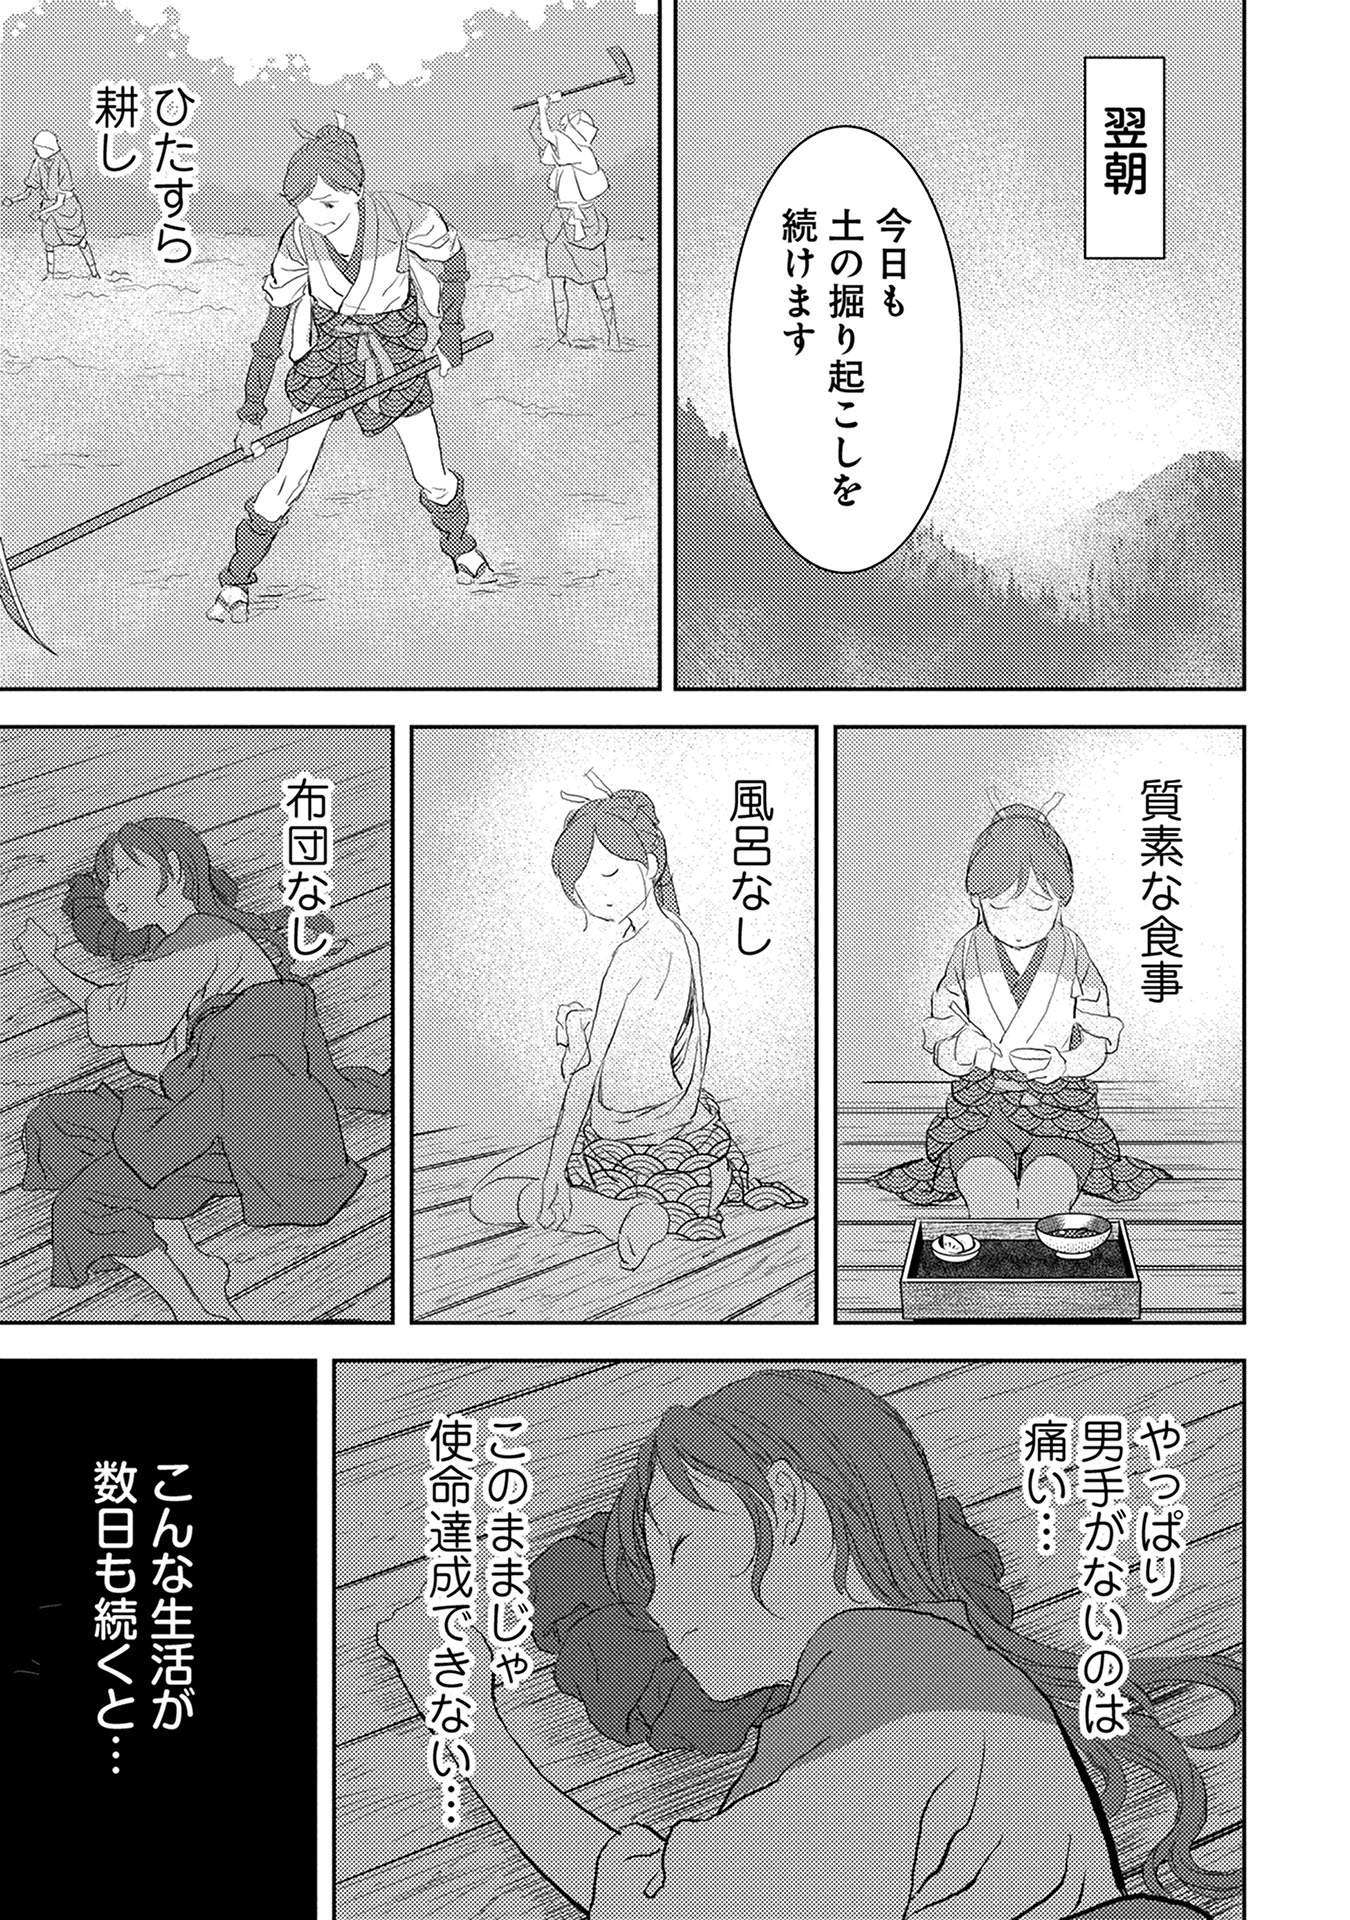 翌朝
今日も
土の掘り起こしを
続けます
ひたすら
耕し
質素な食事
風呂なし
布団なし
やっぱり
男手がないのは
痛い…
このままじゃ
使命達成できない…
こんな生活が
数日も続くと…